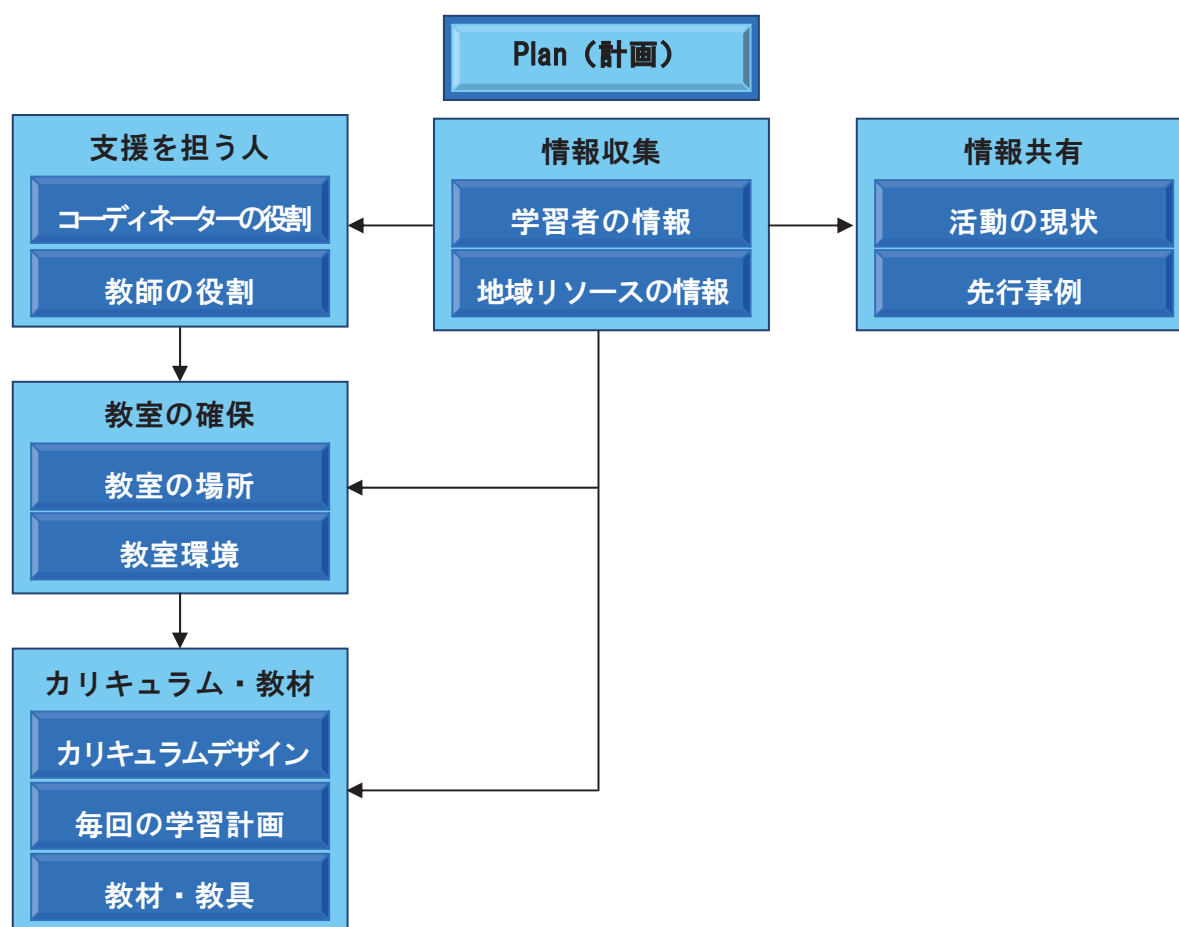 Plan（計画）
支援を担う人
コーディネーターの役割
教師の役割
情報収集
学習者の情報
地域リソースの情報
情報共有
活動の現状
先行事例
教室の確保
教室の場所
教室環境
カリキュラム・教材
カリキュラムデザイン
毎回の学習計画
教材・教具